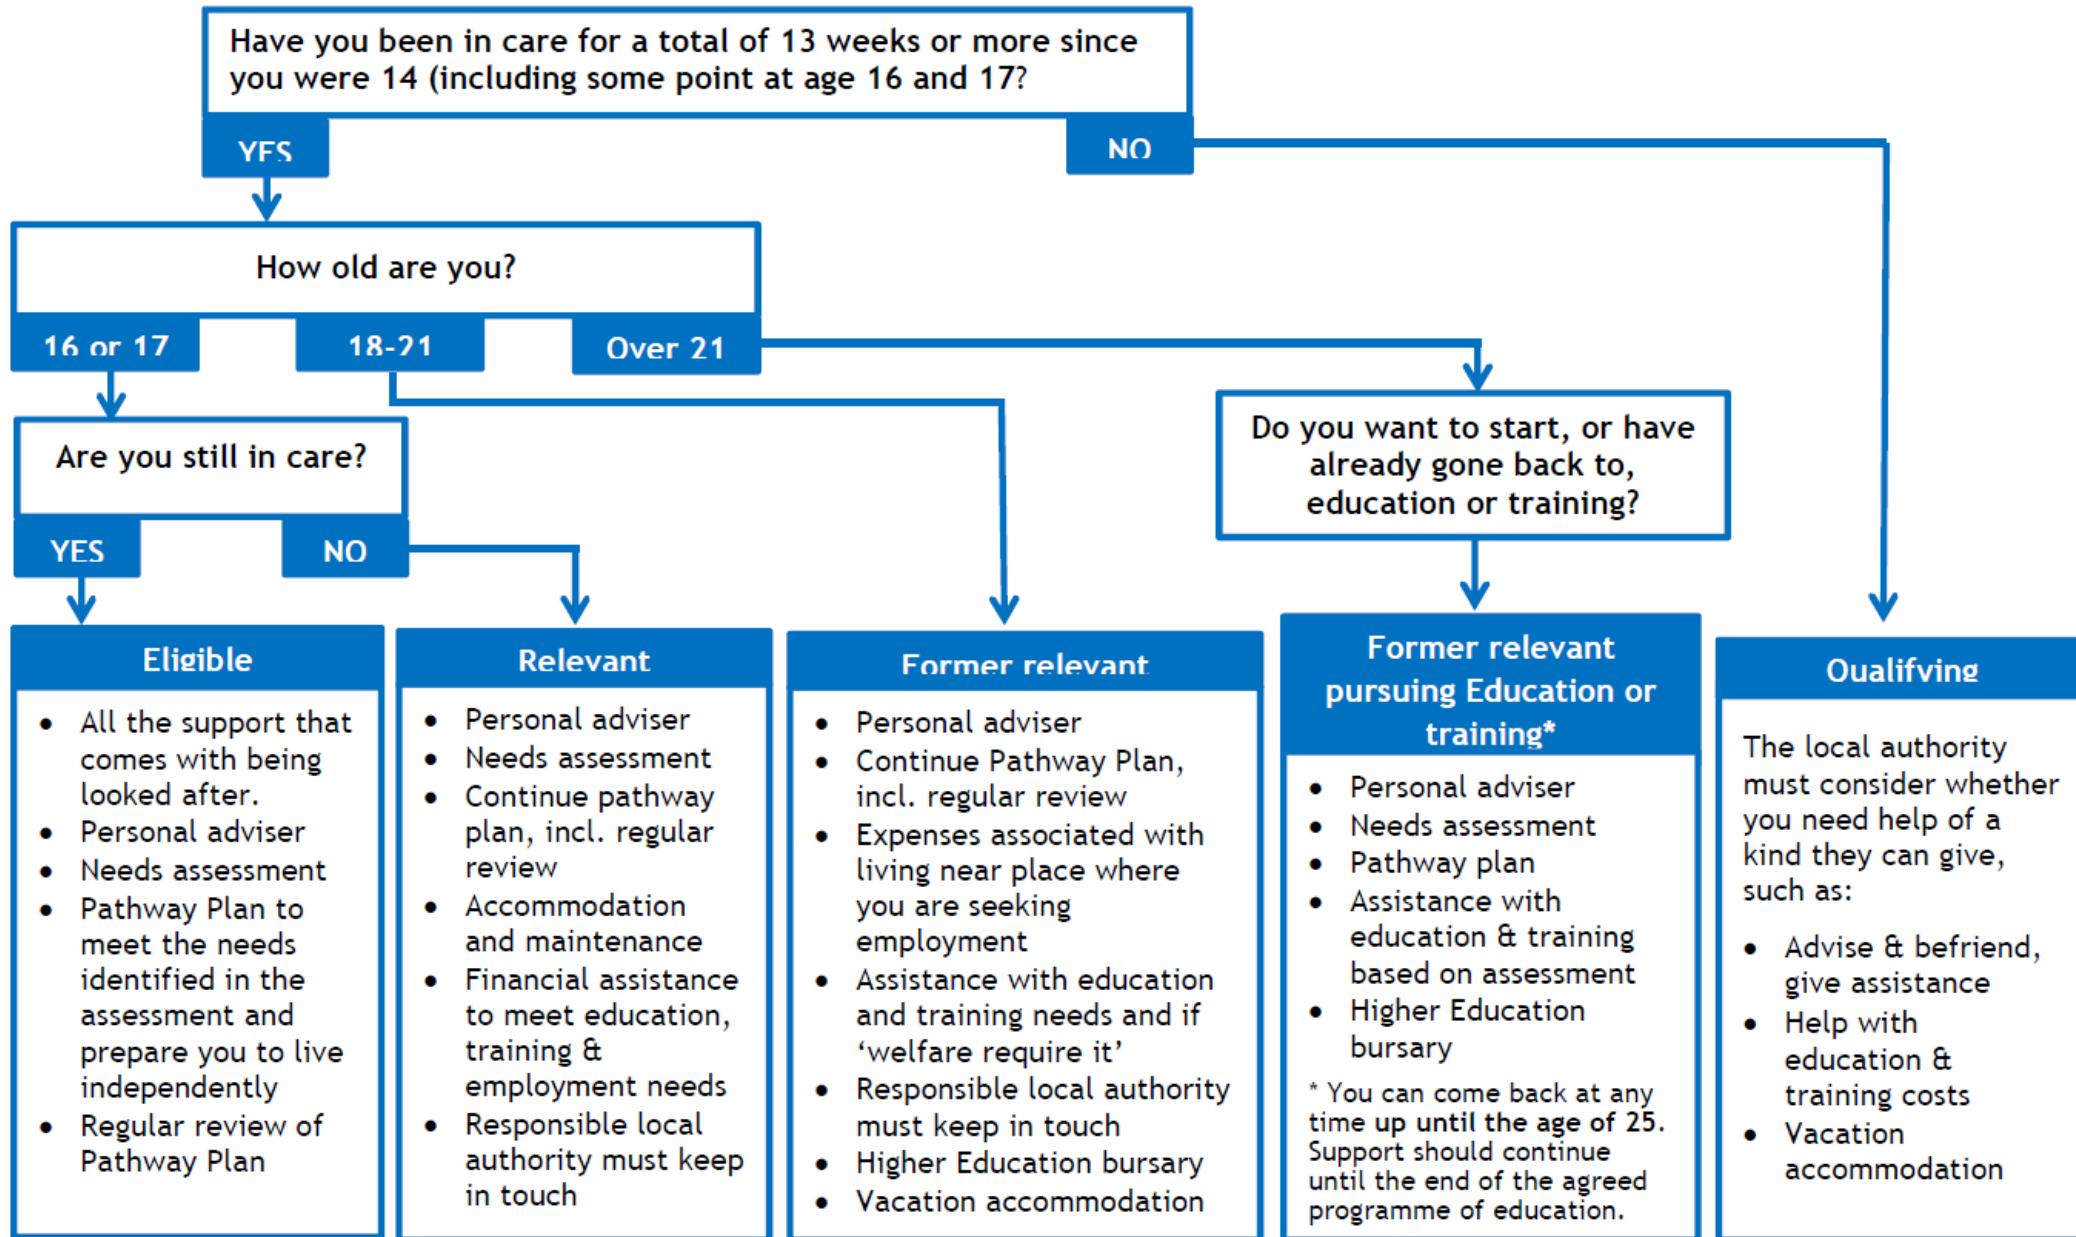 Have you been in care for a total of 13 weeks or more since
you were 14 (including some point at age 16 and 17?
YES
NO
How old are you?
16 or 17
18-21
Over 21
Are you still in care?
YES
NO
Do you want to start, or have
already gone back to,
education or training?
Eligible
• All the support that
comes with being
looked after.
• Personal adviser
• Needs assessment
• Pathway Plan to
meet the needs
identified in the
assessment and
prepare you to live
independently
• Regular review of
Pathway Plan
Relevant
• Personal adviser
• Needs assessment
• Continue pathway
plan, incl. regular
review
• Accommodation
and maintenance
• Financial assistance
to meet education,
training &
employment needs
• Responsible local
authority must keep
in touch
Former relevant
• Personal adviser
• Continue Pathway Plan,
incl. regular review
• Expenses associated with
living near place where
you are seeking
employment
• Assistance with education
and training needs and if
‘welfare require it’
• Responsible local authority
must keep in touch
• Higher Education bursary
• Vacation accommodation
Former relevant
pursuing Education or
training*
• Personal adviser
• Needs assessment
• Pathway plan
• Assistance with
education & training
based on assessment
• Higher Education
bursary
* You can come back at any
time up until the age of 25.
Support should continue
until the end of the agreed
programme of education.
Qualifying
The local authority
must consider whether
you need help of a
kind they can give,
such as:
• Advise & befriend,
give assistance
• Help with
education &
training costs
• Vacation
accommodation